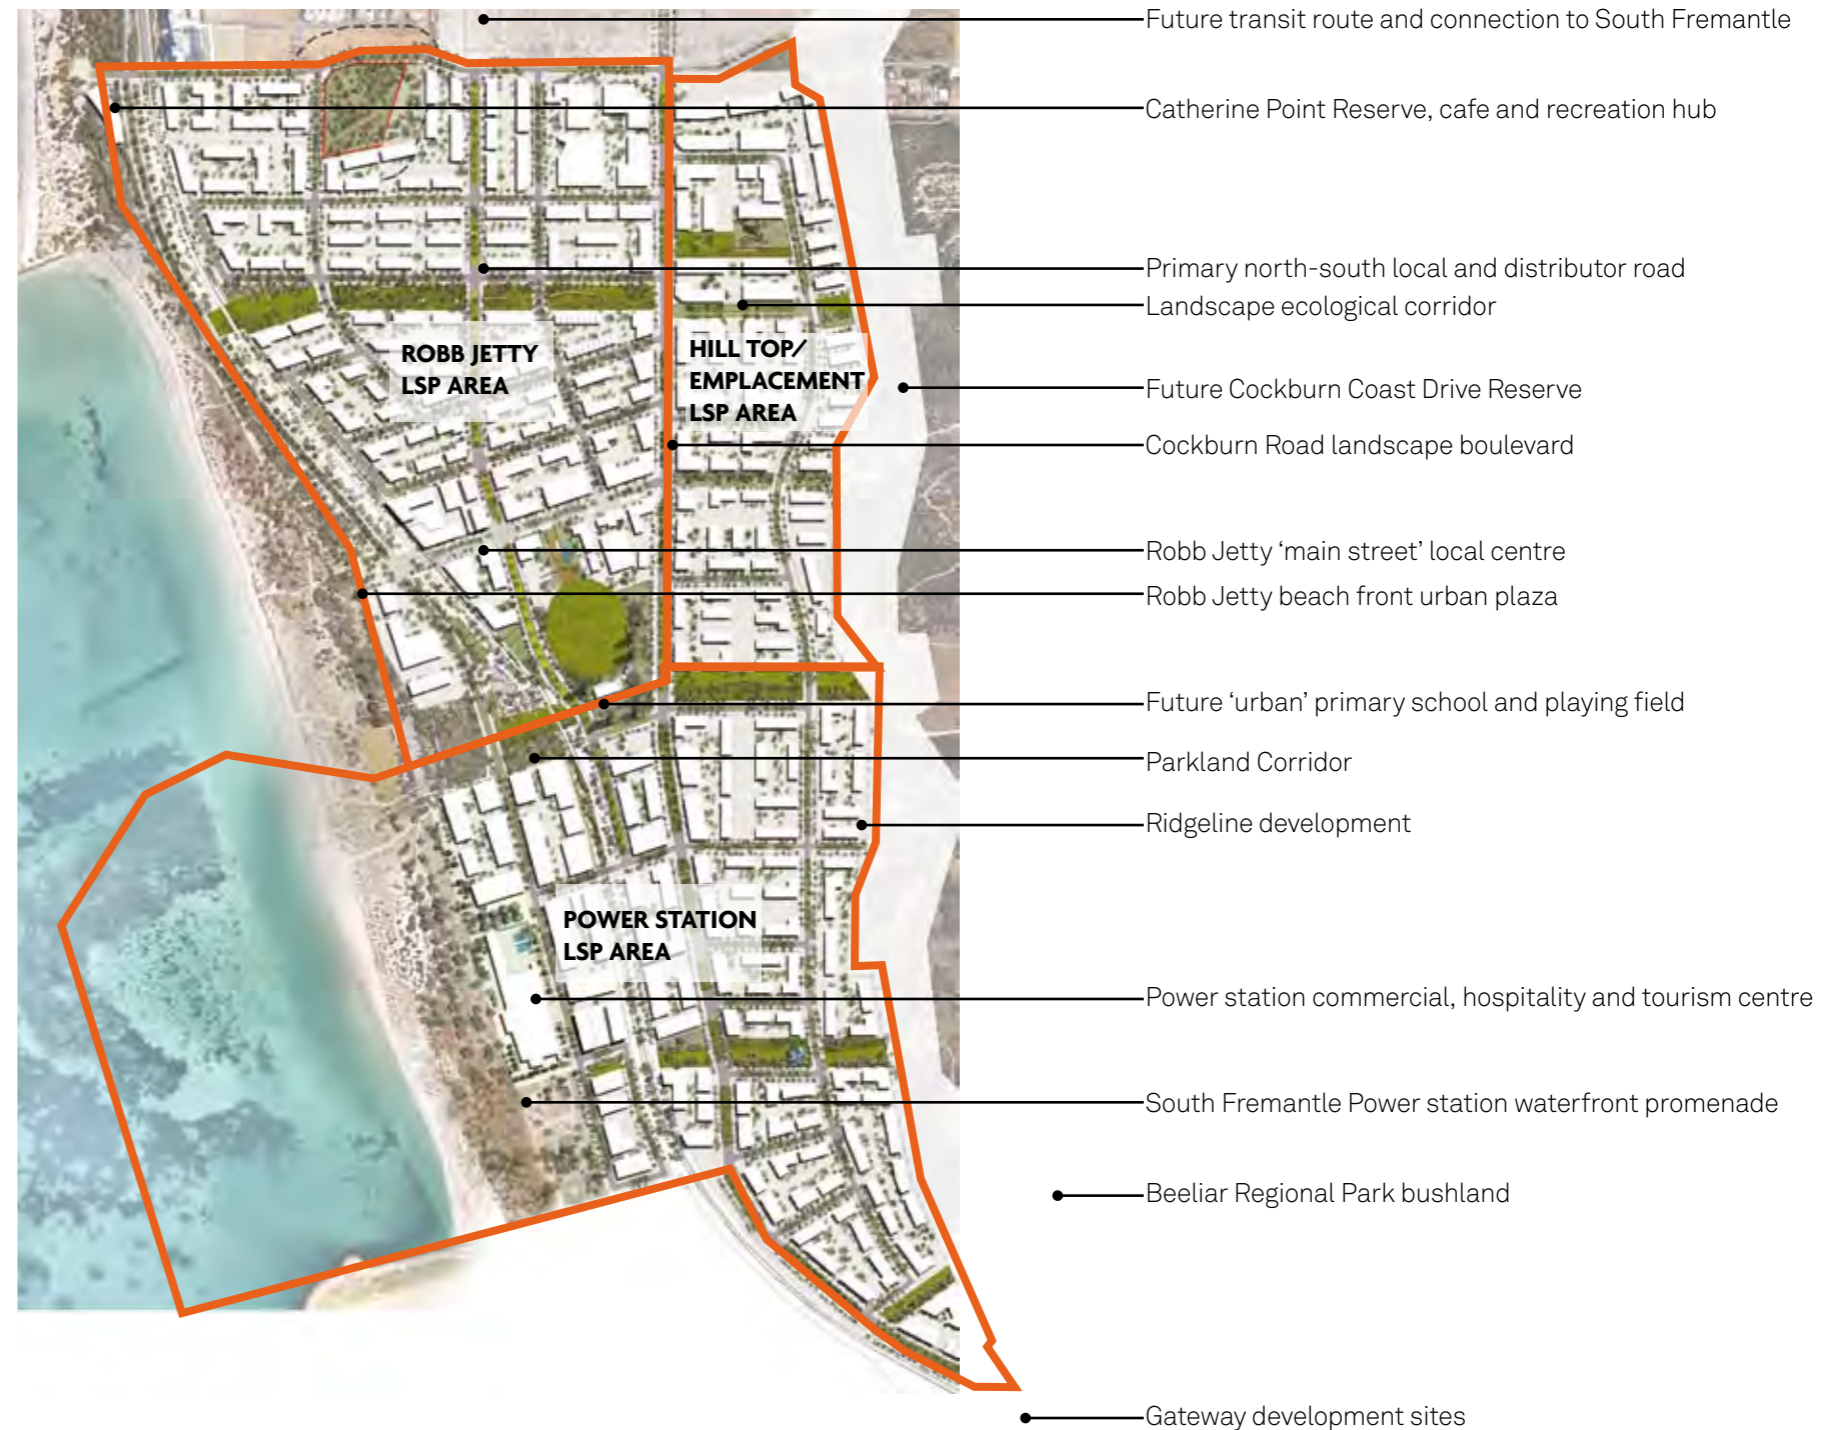 Future transit route and connection to South Fremantle
Catherine Point Reserve, cafe and recreation hub
Primary north-south local and distributor road
Landscape ecological corridor
ROBB JETTY
LSP AREA
HILL TOP/
EMPLACEMENT
LSP AREA
Future Cockburn Coast Drive Reserve
Cockburn Road landscape boulevard
Robb Jetty ‘main street’ local centre
Robb Jetty beach front urban plaza
Future ‘urban’ primary school and playing field
Parkland Corridor
Ridgeline development
POWER STATION
LSP AREA
Power station commercial, hospitality and tourism centre
South Fremantle Power station waterfront promenade
Beeliar Regional Park bushland
Gateway development sites